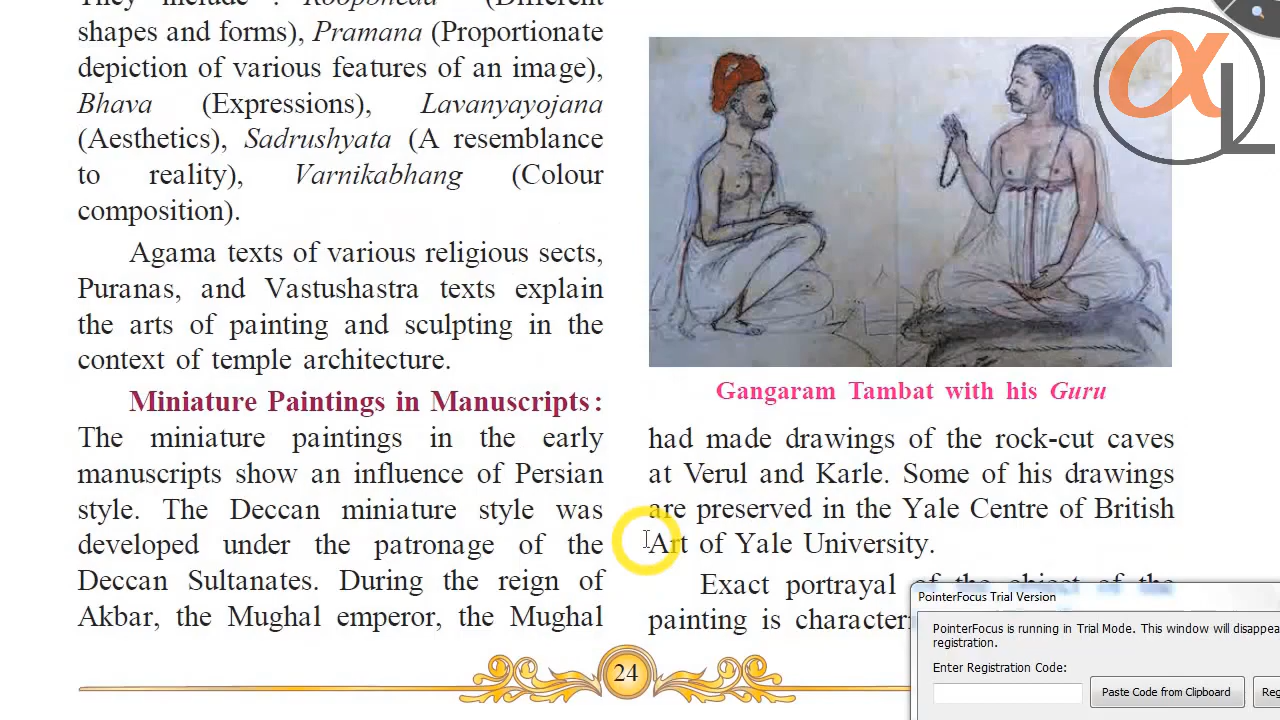 shapes and forms), Pramana (Proportionate
depiction of various features of an image),
Bhava (Expressions), Lavanyayojana
(Aesthetics), Sadrushyata (A resemblance
to reality), Varnikabhang (Colour
composition).
Agama texts of various religious sects,
Puranas, and Vastushastra texts explain
the arts of painting and sculpting in the
context of temple architecture.
Miniature Paintings in Manuscripts :
The miniature paintings in the early
manuscripts show an influence of Persian
style. The Deccan miniature style was
developed under the patronage of the
Deccan Sultanates. During the reign of
Akbar, the Mughal emperor, the Mughal
Gangaram Tambat with his Guru
had made drawings of the rock-cut caves
at Verul and Karle. Some of his drawings
are preserved in the Yale Centre of British
Art of Yale University.
Exact portrayal of the object of the
painting is
24
αL
PointerFocus Trial Version
PointerFocus is running in Trial Mode. This window will
registration.
Enter Registration Code:
Paste Code from Clipboard